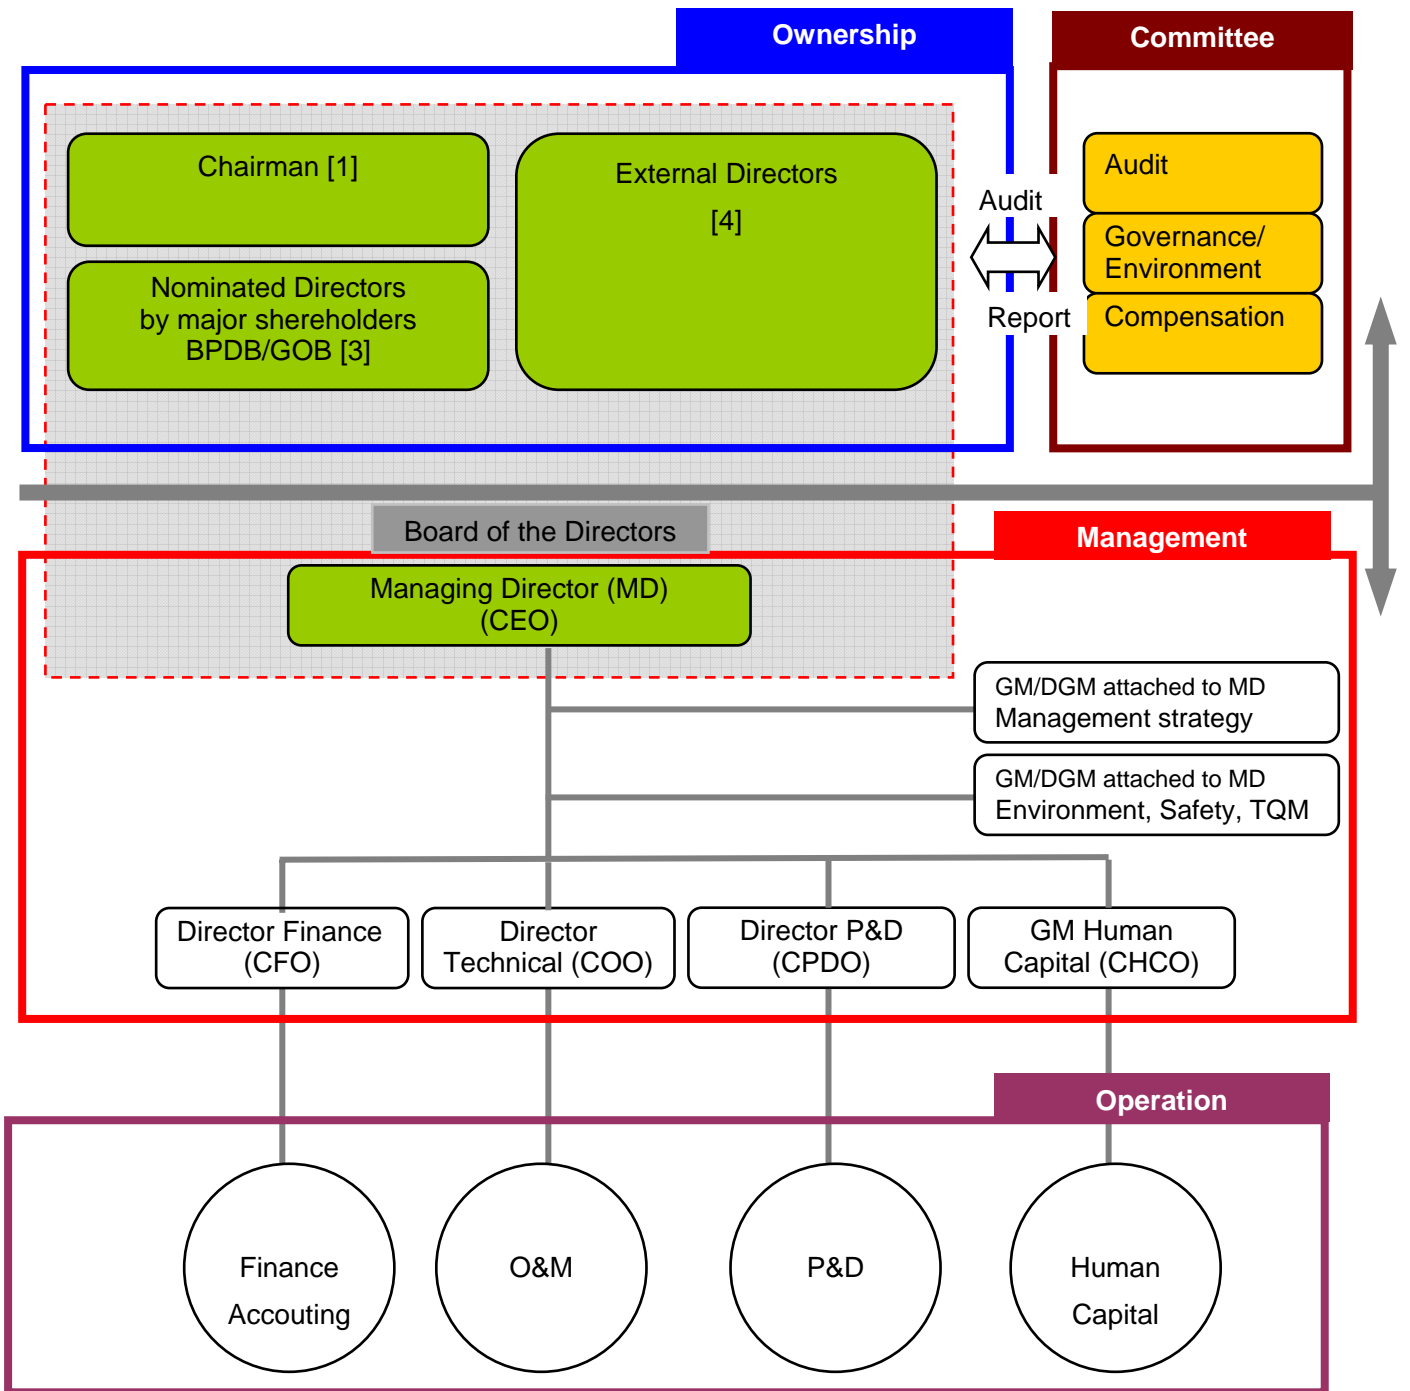 Ownership
Committee
Chairman [1]
External Directors
[4]
Nominated Directors
by major shereholders
BPDB/GOB [3]
Audit
Report
Audit
Governance/
Environment
Compensation
Board of the Directors
Management
Managing Director (MD)
(CEO)
GM/DGM attached to MD
Management strategy
GM/DGM attached to MD
Environment, Safety, TQM
Director Finance
(CFO)
Director
Technical (COO)
Director P&D
(CPDO)
GM Human
Capital (CHCO)
Operation
Finance
Accouting
O&M
P&D
Human
Capital